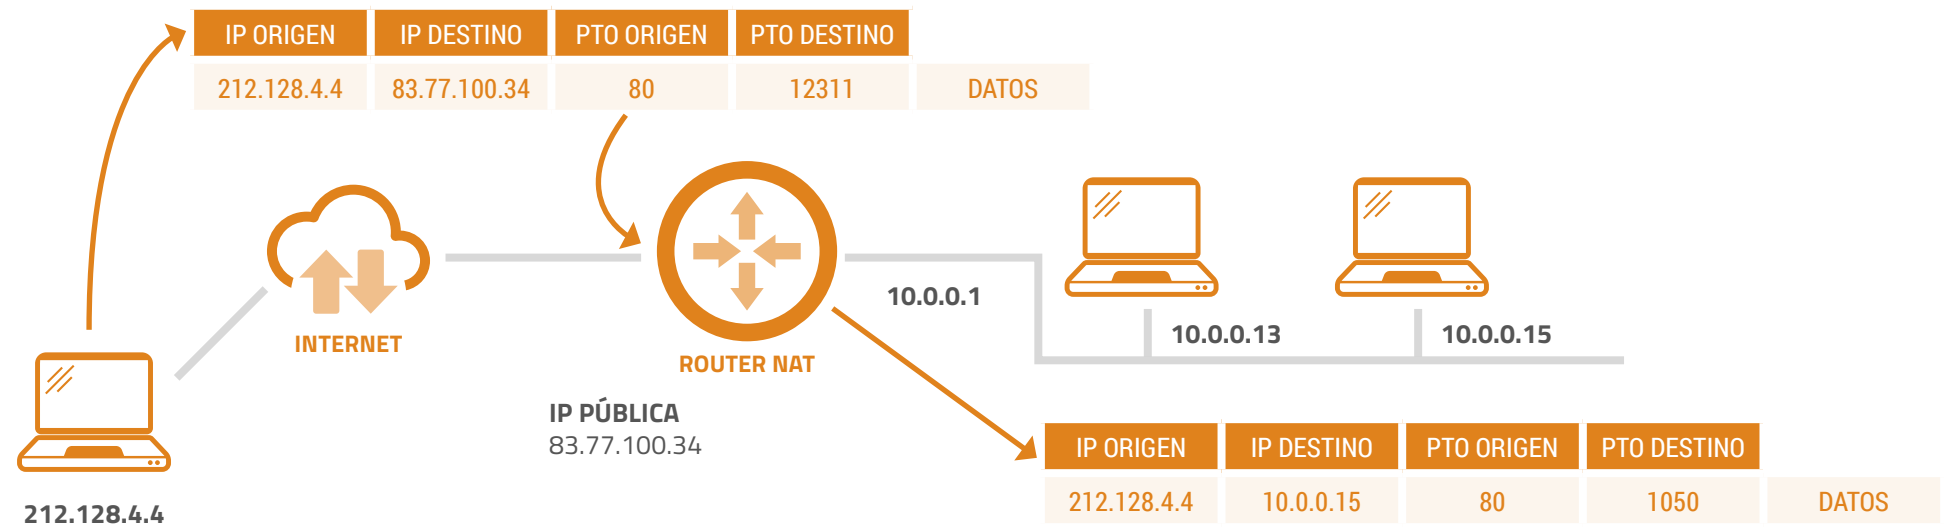 IP ORIGEN IP DESTINO PTO ORIGEN PTO DESTINO
212.128.4.4 83.77.100.34 80 12311 DATOS
INTERNET
ROUTER NAT
10.0.0.1
10.0.0.13
10.0.0.15
IP PÚBLICA
83.77.100.34
212.128.4.4
IP ORIGEN IP DESTINO PTO ORIGEN PTO DESTINO
212.128.4.4 10.0.0.15 80 1050 DATOS